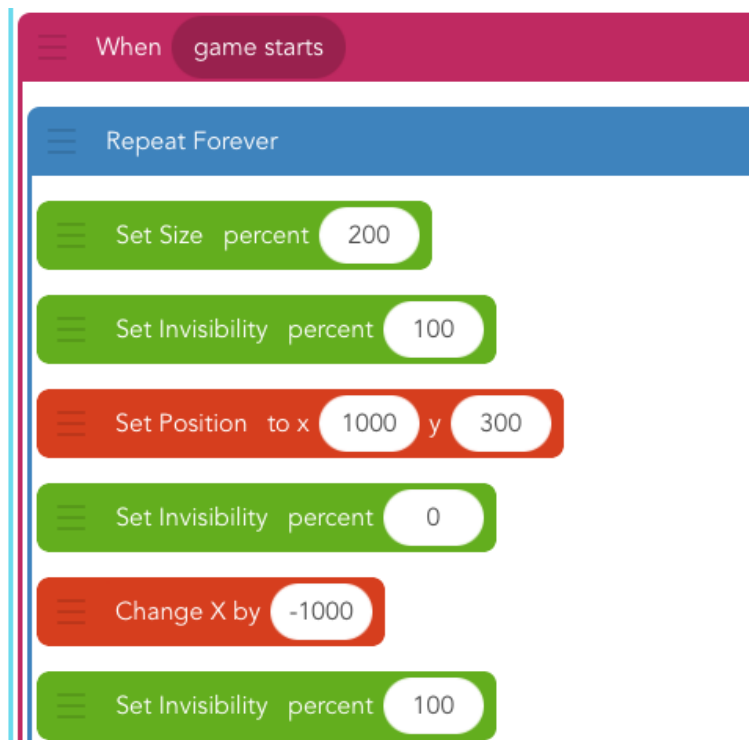 When game starts
Repeat Forever
Set Size percent 200
Set Invisibility percent 100
Set Position to x 1000 y 300
Set Invisibility percent 0
Change X by -1000
Set Invisibility percent 100